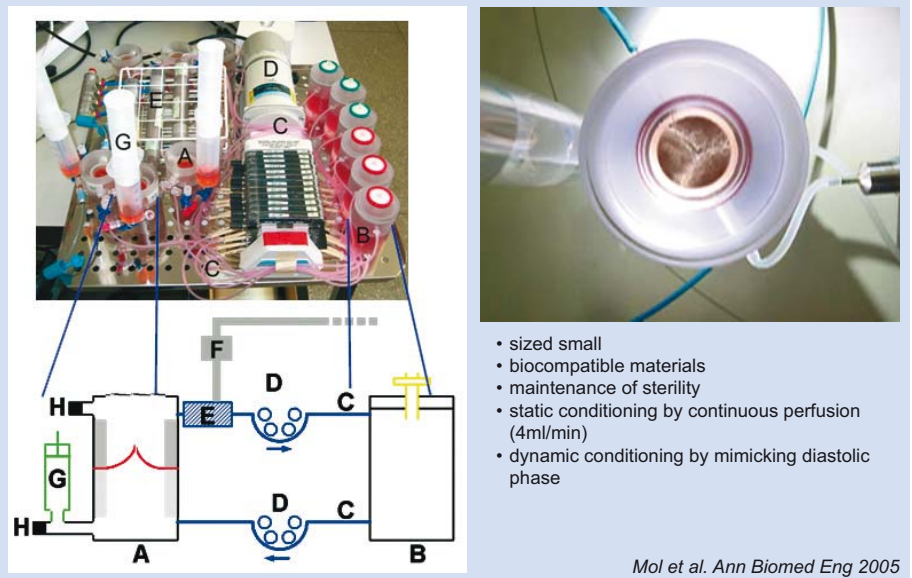 D
E
C
G
A
B
C
F
D
H
E
C
G
D
H
C
A
B
• sized small
• biocompatible materials
• maintenance of sterility
• static conditioning by continuous perfusion
(4ml/min)
• dynamic conditioning by mimicking diastolic
phase
Mol et al. Ann Biomed Eng 2005